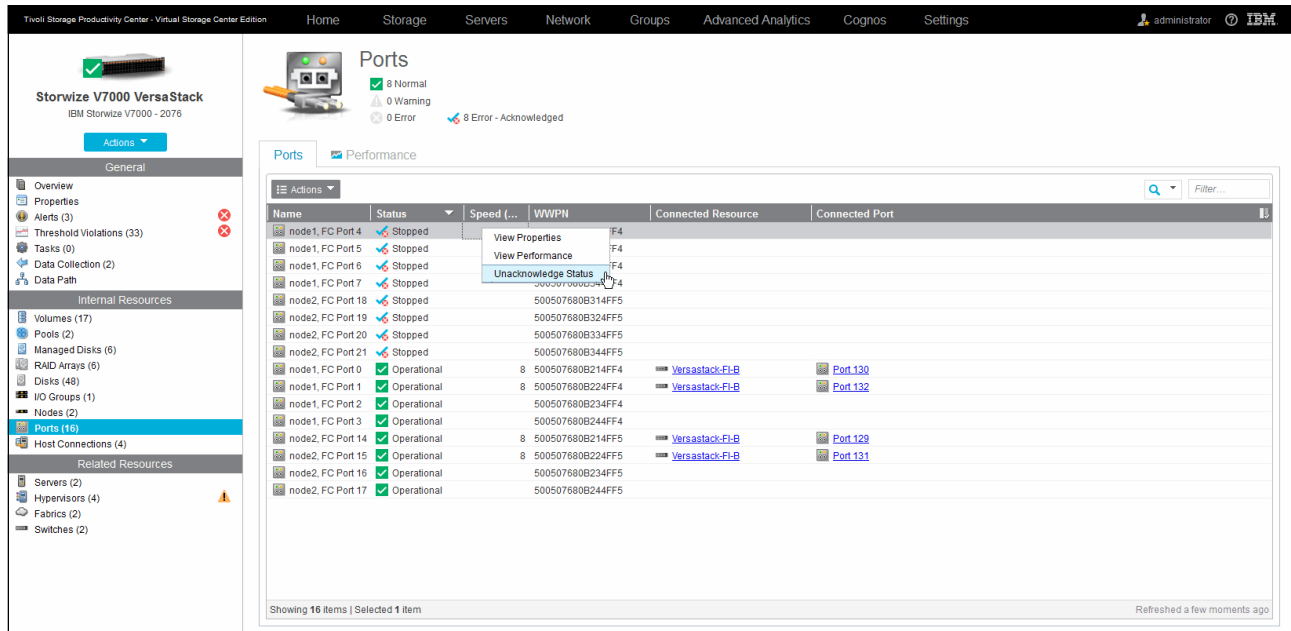 Tivoli Storage Productivity Center - Virtual Storage Center Edition Home Storage Servers Network Groups Advanced Analytics Cognos Settings administrator ? IBM.
Storwize V7000 VersaStack
IBM Storwize V7000 - 2076
Actions
General
Overview
Properties
Alerts (3)
Threshold Violations (33)
Tasks (0)
Data Collection (2)
Data Path
Internal Resources
Volumes (17)
Pools (2)
Managed Disks (6)
RAID Arrays (6)
Disks (48)
I/O Groups (1)
Nodes (2)
Ports (16)
Host Connections (4)
Related Resources
Servers (2)
Hypervisors (4)
Fabrics (2)
Switches (2)
Ports
8 Normal
0 Warning
0 Error 8 Error - Acknowledged
Ports Performance
Actions Filter...
Name Status Speed (... WWPN Connected Resource Connected Port
node1, FC Port 4 Stopped FF4
node1, FC Port 5 Stopped FF4
node1, FC Port 6 Stopped FF4
node1, FC Port 7 Stopped
View Properties
View Performance
Unacknowledge Status
node2, FC Port 18 Stopped 500507680B314FF5
node2, FC Port 19 Stopped 500507680B324FF5
node2, FC Port 20 Stopped 500507680B334FF5
node2, FC Port 21 Stopped 500507680B344FF5
node1, FC Port 0 Operational 8 500507680B214FF4 Versastack-FI-B Port 130
node1, FC Port 1 Operational 8 500507680B224FF4 Versastack-FI-B Port 132
node1, FC Port 2 Operational 500507680B234FF4
node1, FC Port 3 Operational 500507680B244FF4
node2, FC Port 14 Operational 8 500507680B214FF5 Versastack-FI-B Port 129
node2, FC Port 15 Operational 8 500507680B224FF5 Versastack-FI-B Port 131
node2, FC Port 16 Operational 500507680B234FF5
node2, FC Port 17 Operational 500507680B244FF5
Showing 16 items | Selected 1 item Refreshed a few moments ago